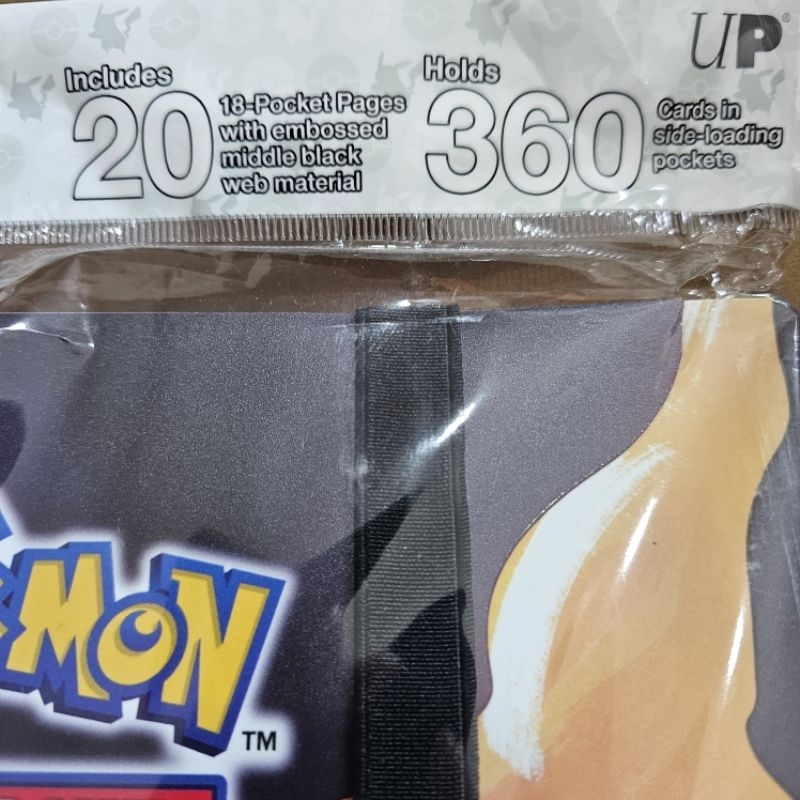 UP®
Includes
20
18-Pocket Pages
with embossed
middle black
web material
Holds
360
Cards in
side-loading
pockets
KéMON
TM